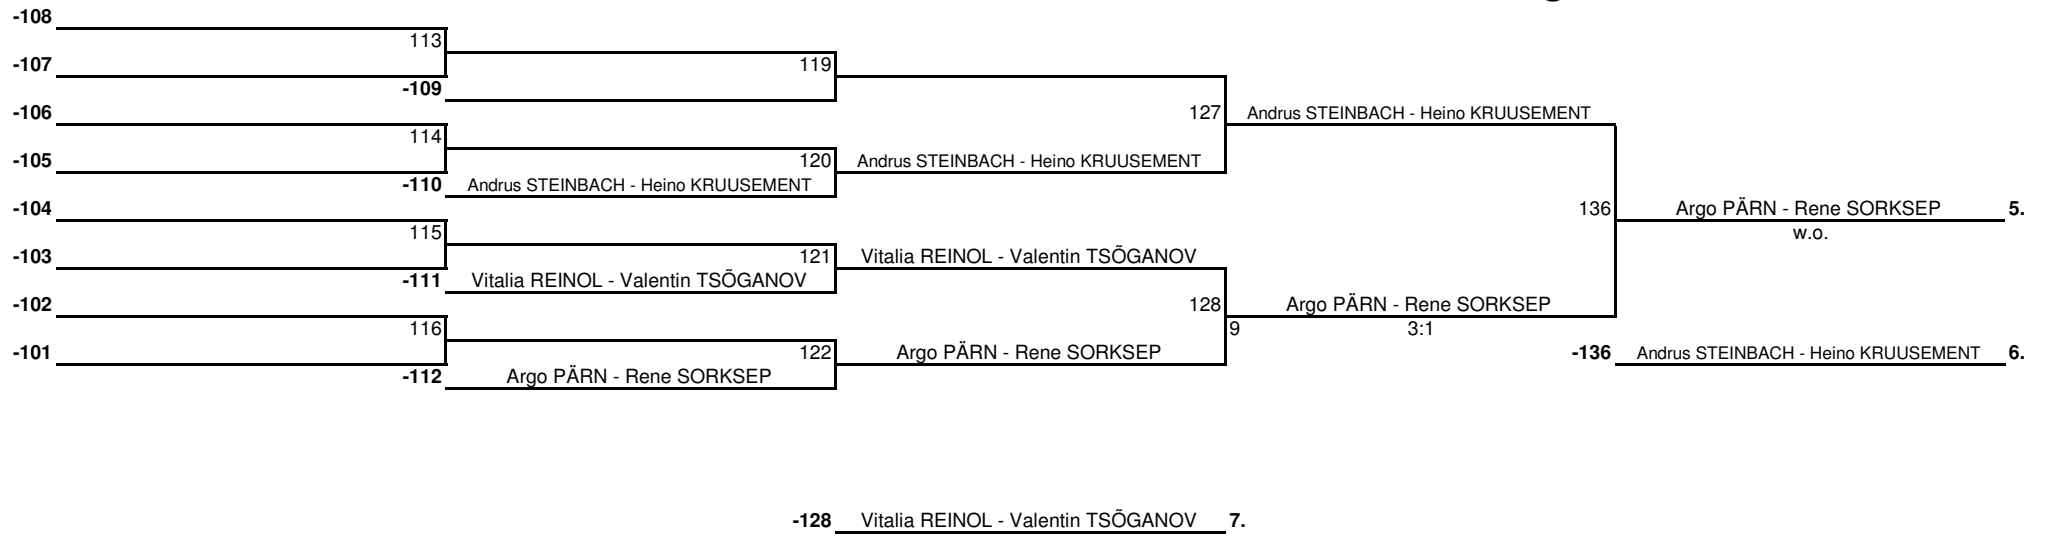 -108
113
-107
119
-109
-106
127 Andrus STEINBACH - Heino KRUUSEMENT
114
-105
120 Andrus STEINBACH - Heino KRUUSEMENT
-110 Andrus STEINBACH - Heino KRUUSEMENT
-104
136 Argo PÄRN - Rene SORKSEP 5.
115
w.o.
-103
121 Vitalia REINOL - Valentin TSÕGANOV
-111 Vitalia REINOL - Valentin TSÕGANOV
-102
128 Argo PÄRN - Rene SORKSEP
116
9 3:1
-101
122 Argo PÄRN - Rene SORKSEP
-136 Andrus STEINBACH - Heino KRUUSEMENT 6.
-112 Argo PÄRN - Rene SORKSEP
-128 Vitalia REINOL - Valentin TSÕGANOV 7.